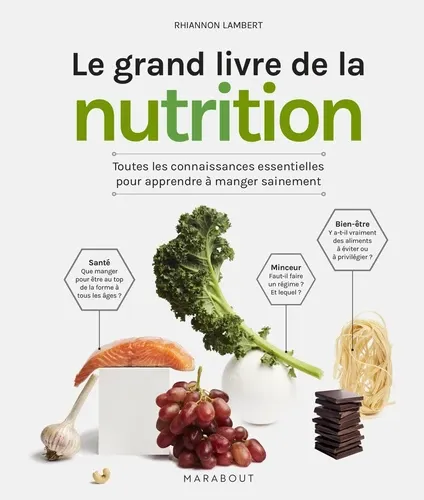 RHIANNON LAMBERT
Le grand livre de la
nutrition
Toutes les connaissances essentielles
pour apprendre à manger sainement
Bien-être
Y a-t-il vraiment
des aliments
à éviter ou
à privilégier ?
Santé
Que manger
pour être au top
de la forme à
tous les âges ?
Minceur
Faut-il faire
un régime ?
Et lequel ?
MARABOUT